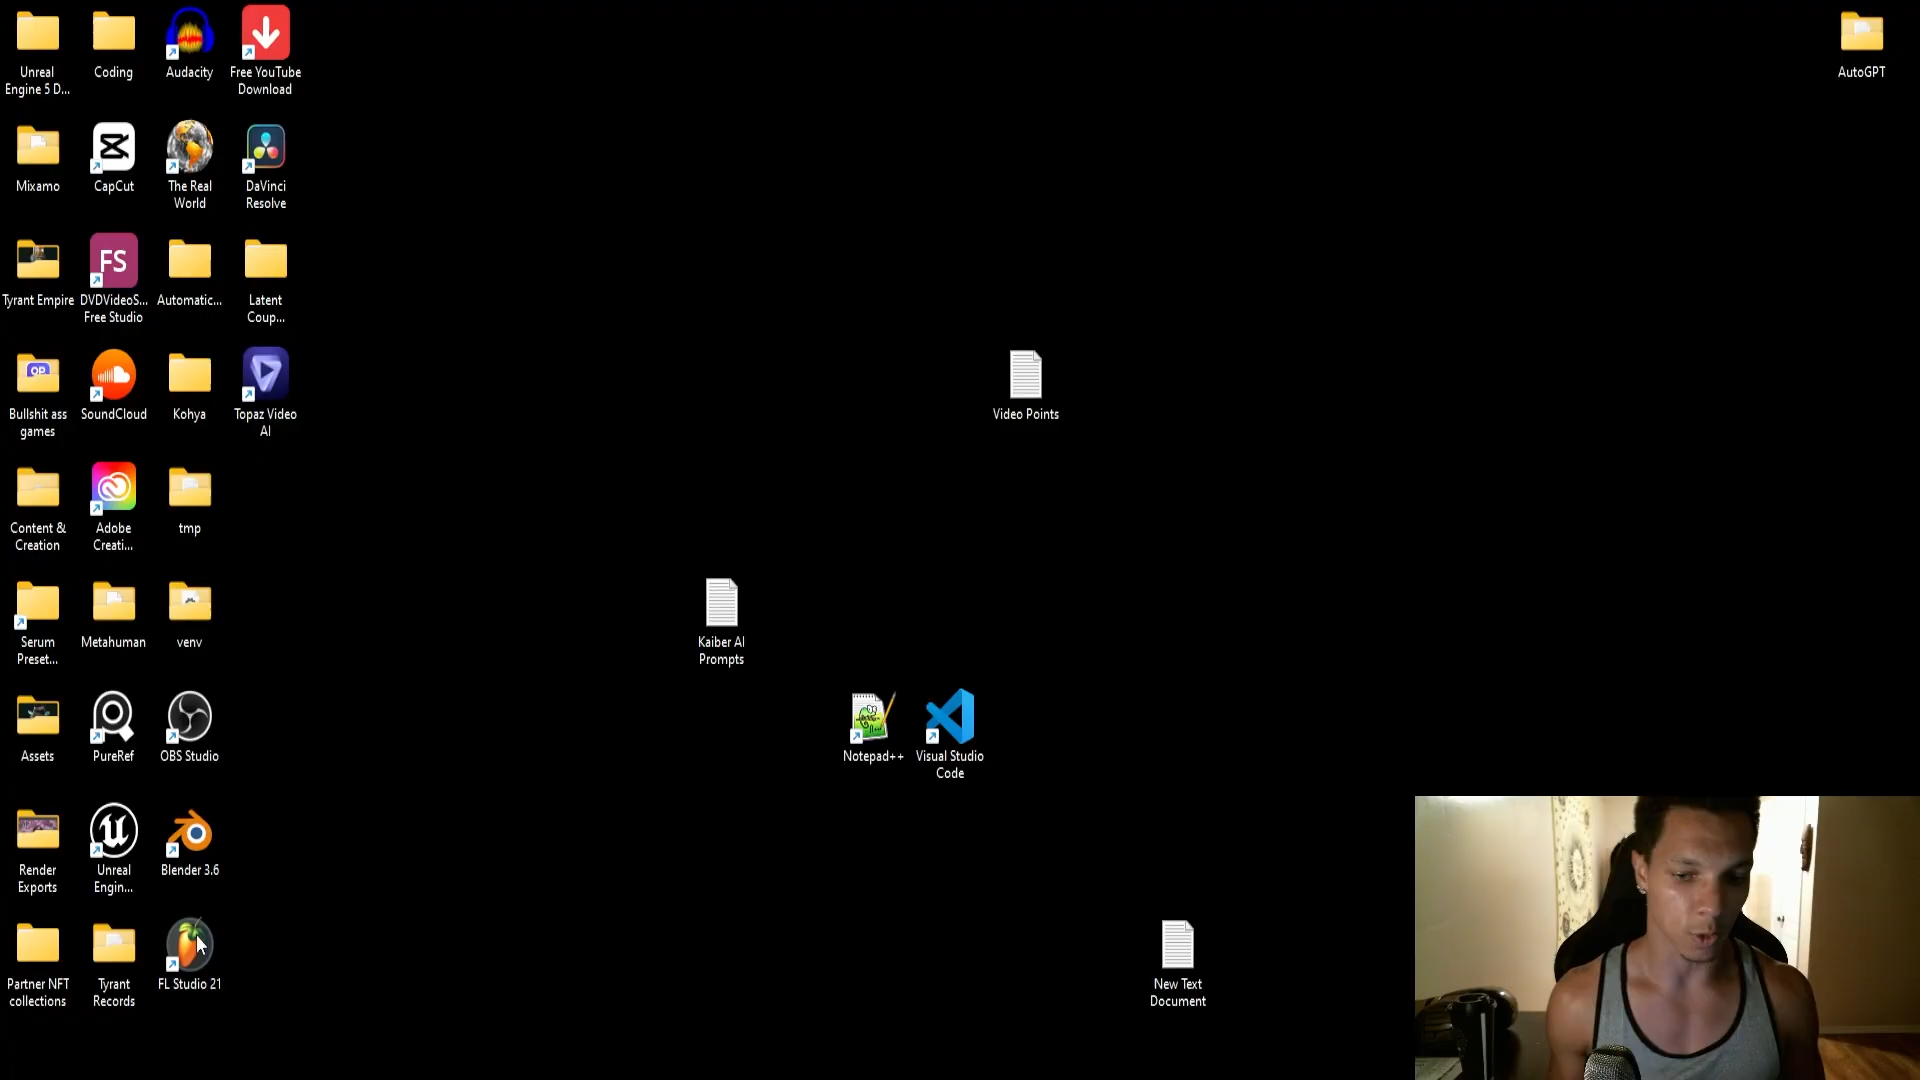 Unreal
Engine 5 D...
Coding
Audacity
Free YouTube
Download
AutoGPT
Mixamo
CapCut
The Real
World
DaVinci
Resolve
Tyrant Empire
FS
DVDVideoS...
Free Studio
Automatic...
Latent
Coup...
OP
Bullshit ass
games
SoundCloud
Kohya
Topaz Video
AI
Video Points
Content &
Creation
Adobe
Creati...
tmp
Serum
Preset...
Metahuman
venv
Kaiber AI
Prompts
Assets
PureRef
OBS Studio
Notepad++
Visual Studio
Code
Render
Exports
Unreal
Engin...
Blender 3.6
Partner NFT
collections
Tyrant
Records
FL Studio 21
New Text
Document